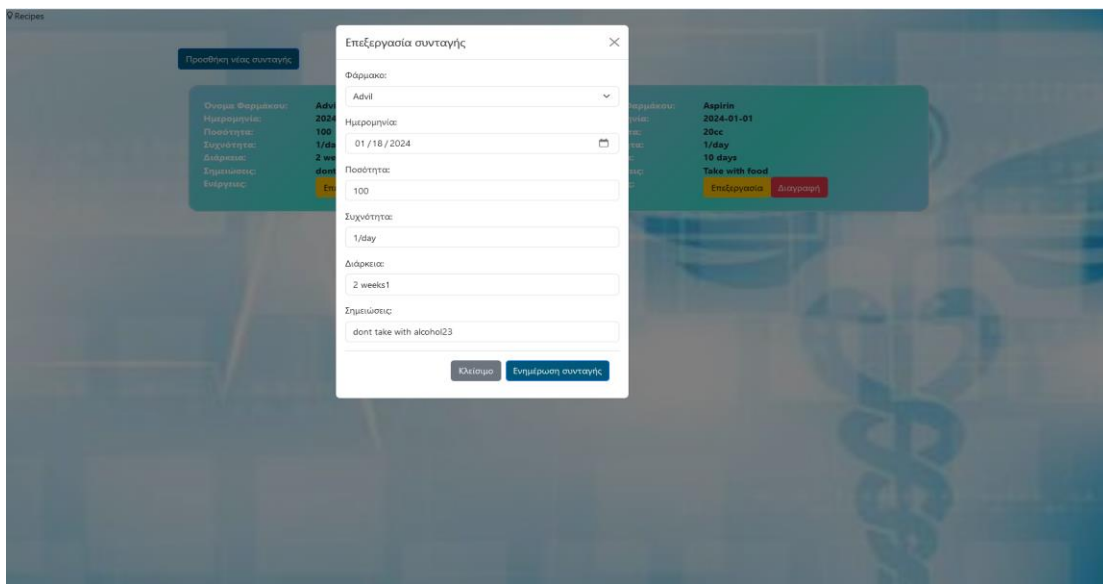 Recipes
Προσθήκη νέας συνταγής
Όνομα Φαρμάκου:
Ημερομηνία:
Ποσότητα:
Συχνότητα:
Διάρκεια:
Σημειώσεις:
Ενέργειες:
Επεξεργασία συνταγής
Φάρμακο:
Advil
Ημερομηνία:
01/18/2024
Ποσότητα:
100
Συχνότητα:
1/day
Διάρκεια:
2 weeks1
Σημειώσεις:
dont take with alcohol23
Κλείσιμο Ενημέρωση συνταγής
Aspirin
2024-01-01
20cc
1/day
10 days
Take with food
Επεξεργασία Διαγραφή